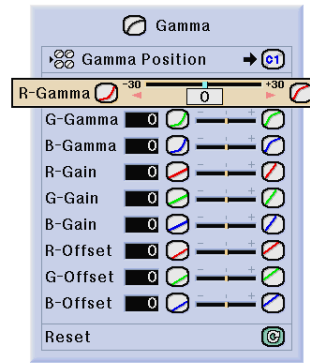 Gamma
Gamma Position C1
R-Gamma -30 0 +30
G-Gamma 0 - +
B-Gamma 0 - +
R-Gain 0 - +
G-Gain 0 - +
B-Gain 0 - +
R-Offset 0 - +
G-Offset 0 - +
B-Offset 0 - +
Reset